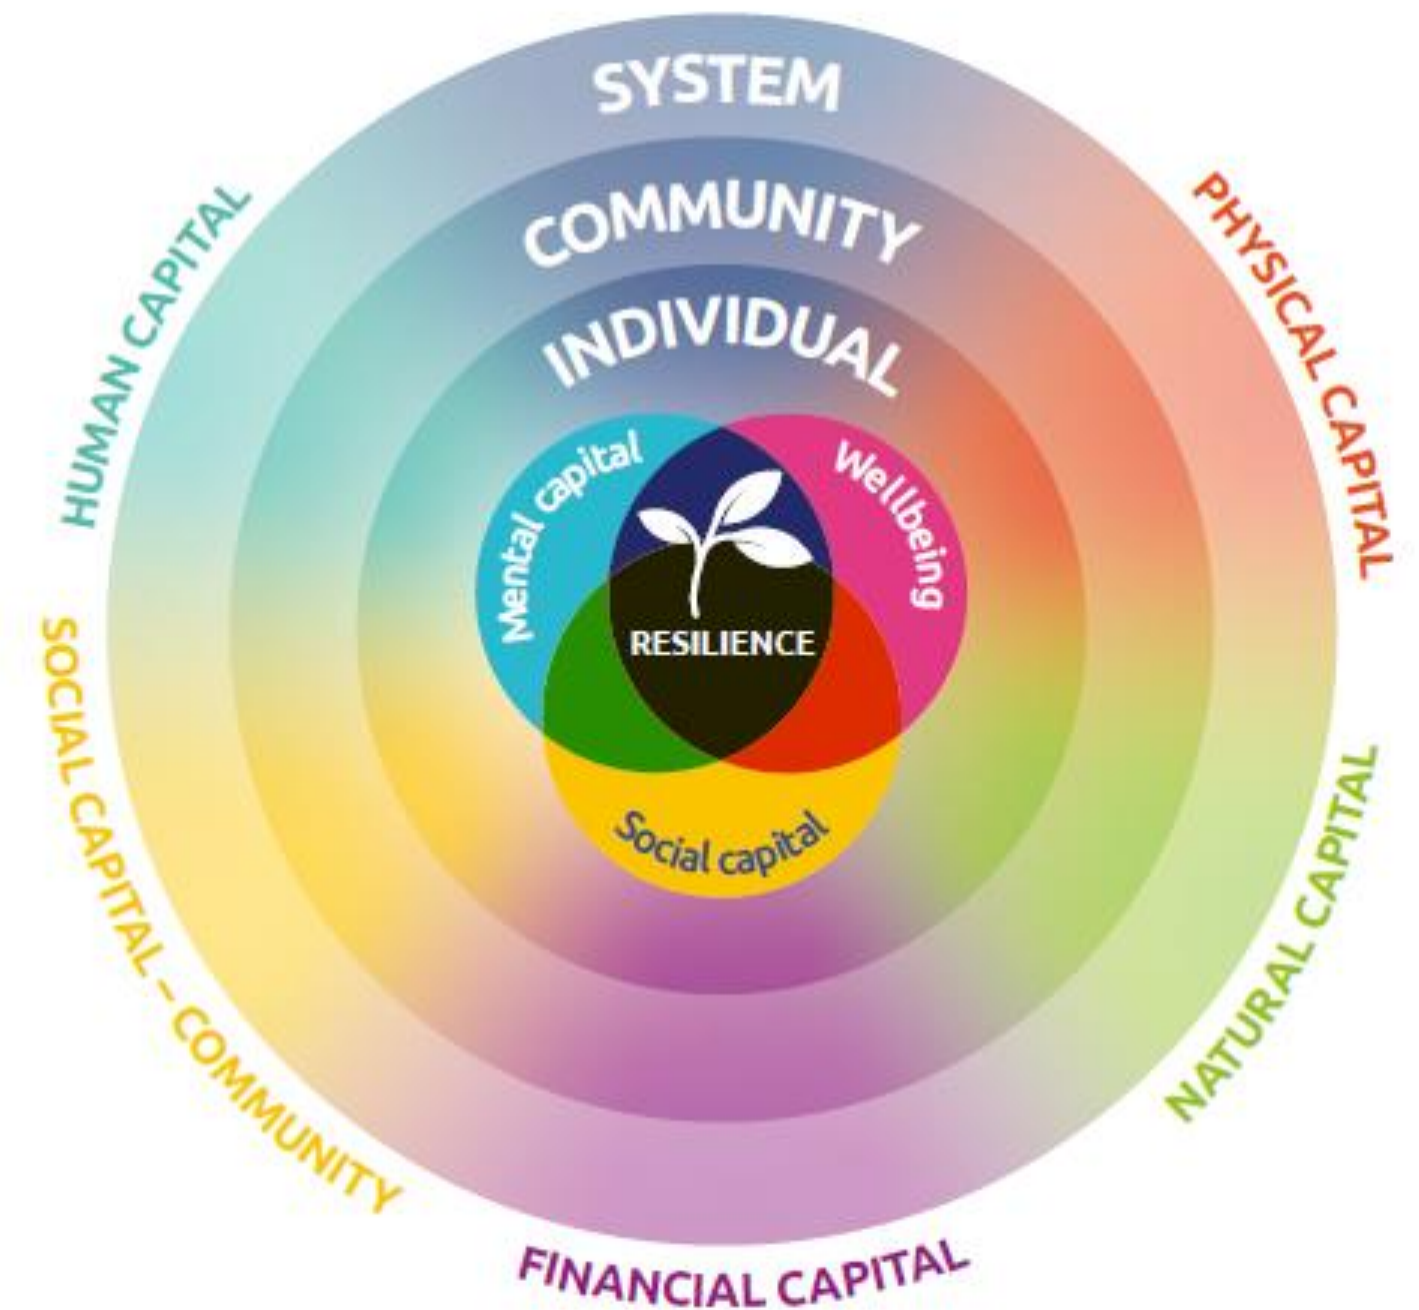 SYSTEM
COMMUNITY
INDIVIDUAL
Mental capital
Wellbeing
RESILIENCE
Social capital
HUMAN CAPITAL
PHYSICAL CAPITAL
SOCIAL CAPITAL – COMMUNITY
NATURAL CAPITAL
FINANCIAL CAPITAL